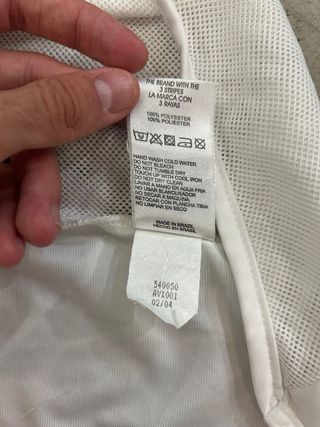 THE BRAND WITH THE
3 STRIPES
LA MARCA CON
3 RAYAS
100% POLYESTER
100% POLIESTER
HAND WASH COLD WATER
DO NOT BLEACH
DO NOT TUMBLE DRY
TOUCH UP WITH COOL IRON
DO NOT DRY CLEAN
LAVAR A MANO EN AGUA FRIA
NO USAR BLANQUEADOR
NO SECAR A MAQUINA
RETOCAR CON PLANCHA TIBIA
NO LIMPIAR EN SECO
MADE IN BRAZIL
HECHO EN BRASIL
540050
AVX001
02/04